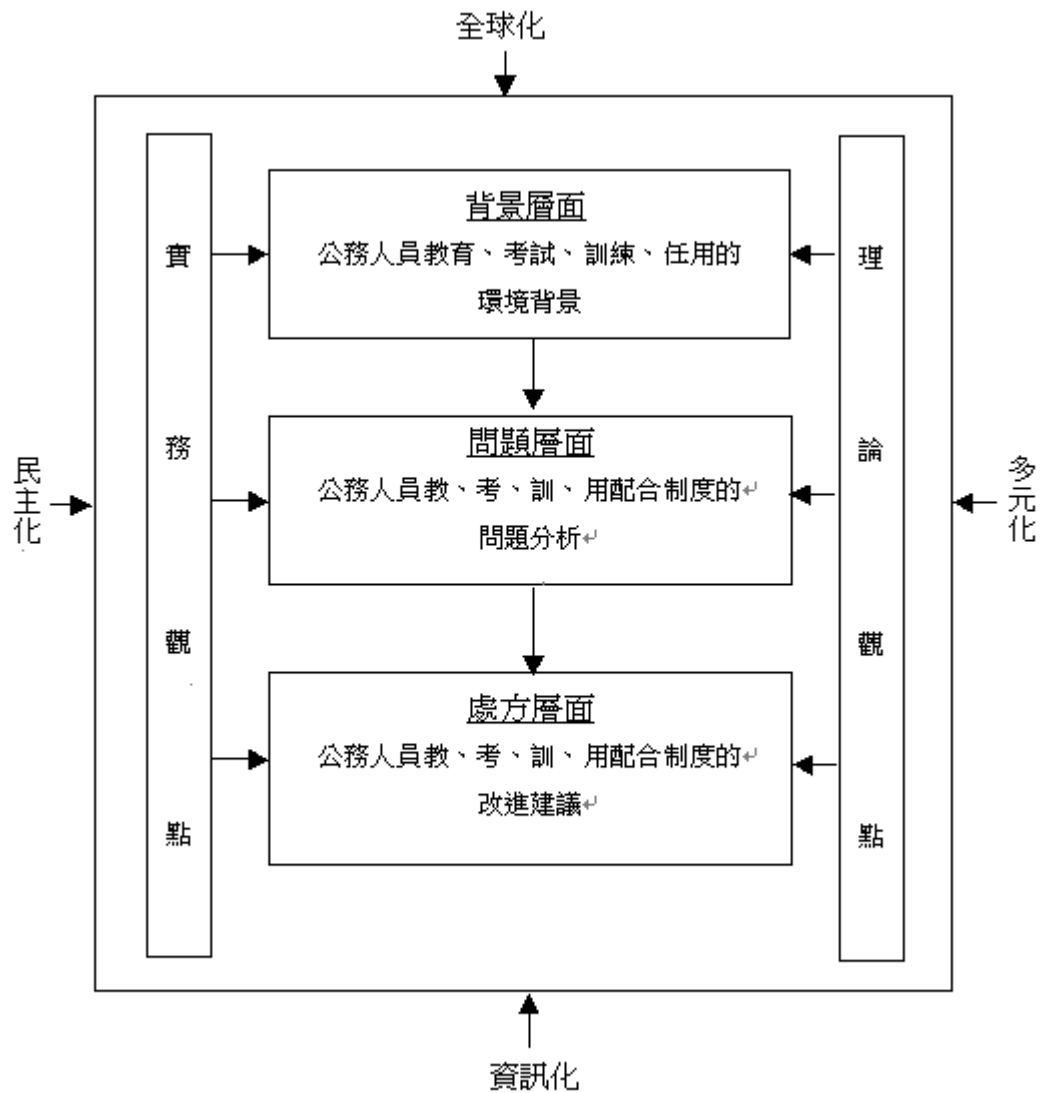 全球化
背景層面
公務人員教育、考試、訓練、任用的
環境背景
問題層面
公務人員教、考、訓、用配合制度的↵
問題分析↵
處方層面
公務人員教、考、訓、用配合制度的↵
改進建議↵
實務觀點
理論觀點
民主化
多元化
資訊化